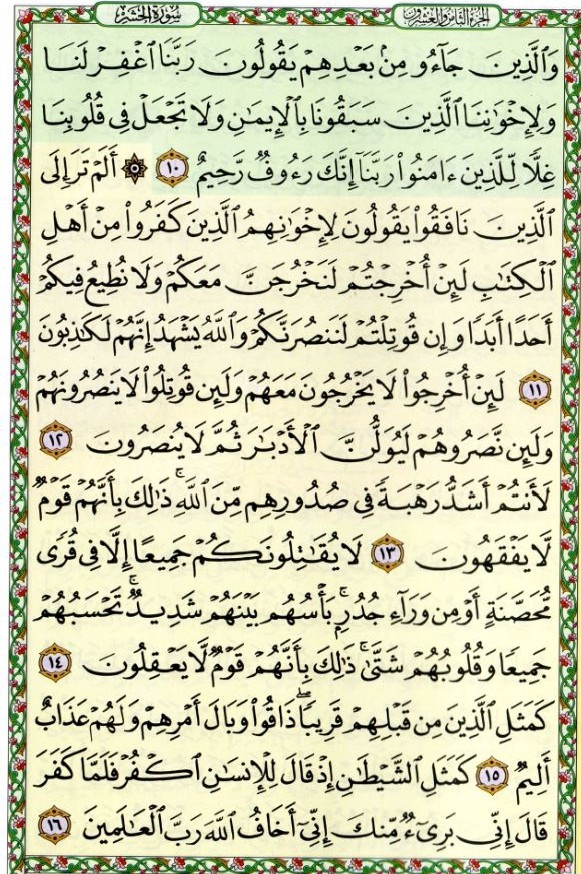 الجزء الثامن والعشرون
سورة الحشر
وَٱلَّذِينَ جَآءُو مِنۢ بَعْدِهِمْ يَقُولُونَ رَبَّنَا ٱغْفِرْ لَنَا
وَلِإِخْوَٰنِنَا ٱلَّذِينَ سَبَقُونَا بِٱلْإِيمَٰنِ وَلَا تَجْعَلْ فِى قُلُوبِنَا
غِلًّا لِّلَّذِينَ ءَامَنُوا۟ رَبَّنَآ إِنَّكَ رَءُوفٌ رَّحِيمٌ ١٠ ۞ أَلَمْ تَرَ إِلَى
ٱلَّذِينَ نَافَقُوا۟ يَقُولُونَ لِإِخْوَٰنِهِمُ ٱلَّذِينَ كَفَرُوا۟ مِنْ أَهْلِ
ٱلْكِتَٰبِ لَئِنْ أُخْرِجْتُمْ لَنَخْرُجَنَّ مَعَكُمْ وَلَا نُطِيعُ فِيكُمْ
أَحَدًا أَبَدًا وَإِن قُوتِلْتُمْ لَنَنصُرَنَّكُمْ وَٱللَّهُ يَشْهَدُ إِنَّهُمْ لَكَٰذِبُونَ
١١ لَئِنْ أُخْرِجُوا۟ لَا يَخْرُجُونَ مَعَهُمْ وَلَئِن قُوتِلُوا۟ لَا يَنصُرُونَهُمْ
وَلَئِن نَّصَرُوهُمْ لَيُوَلُّنَّ ٱلْأَدْبَٰرَ ثُمَّ لَا يُنصَرُونَ ١٢
لَأَنتُمْ أَشَدُّ رَهْبَةً فِى صُدُورِهِم مِّنَ ٱللَّهِ ۚ ذَٰلِكَ بِأَنَّهُمْ قَوْمٌ
لَّا يَفْقَهُونَ ١٣ لَا يُقَٰتِلُونَكُمْ جَمِيعًا إِلَّا فِى قُرًى
مُّحَصَّنَةٍ أَوْ مِن وَرَآءِ جُدُرٍۭ ۚ بَأْسُهُم بَيْنَهُمْ شَدِيدٌ ۚ تَحْسَبُهُمْ
جَمِيعًا وَقُلُوبُهُمْ شَتَّىٰ ۚ ذَٰلِكَ بِأَنَّهُمْ قَوْمٌ لَّا يَعْقِلُونَ ١٤
كَمَثَلِ ٱلَّذِينَ مِن قَبْلِهِمْ قَرِيبًا ۖ ذَاقُوا۟ وَبَالَ أَمْرِهِمْ وَلَهُمْ عَذَابٌ
أَلِيمٌ ١٥ كَمَثَلِ ٱلشَّيْطَٰنِ إِذْ قَالَ لِلْإِنسَٰنِ ٱكْفُرْ فَلَمَّا كَفَرَ
قَالَ إِنِّى بَرِىٓءٌ مِّنكَ إِنِّىٓ أَخَافُ ٱللَّهَ رَبَّ ٱلْعَٰلَمِينَ ١٦